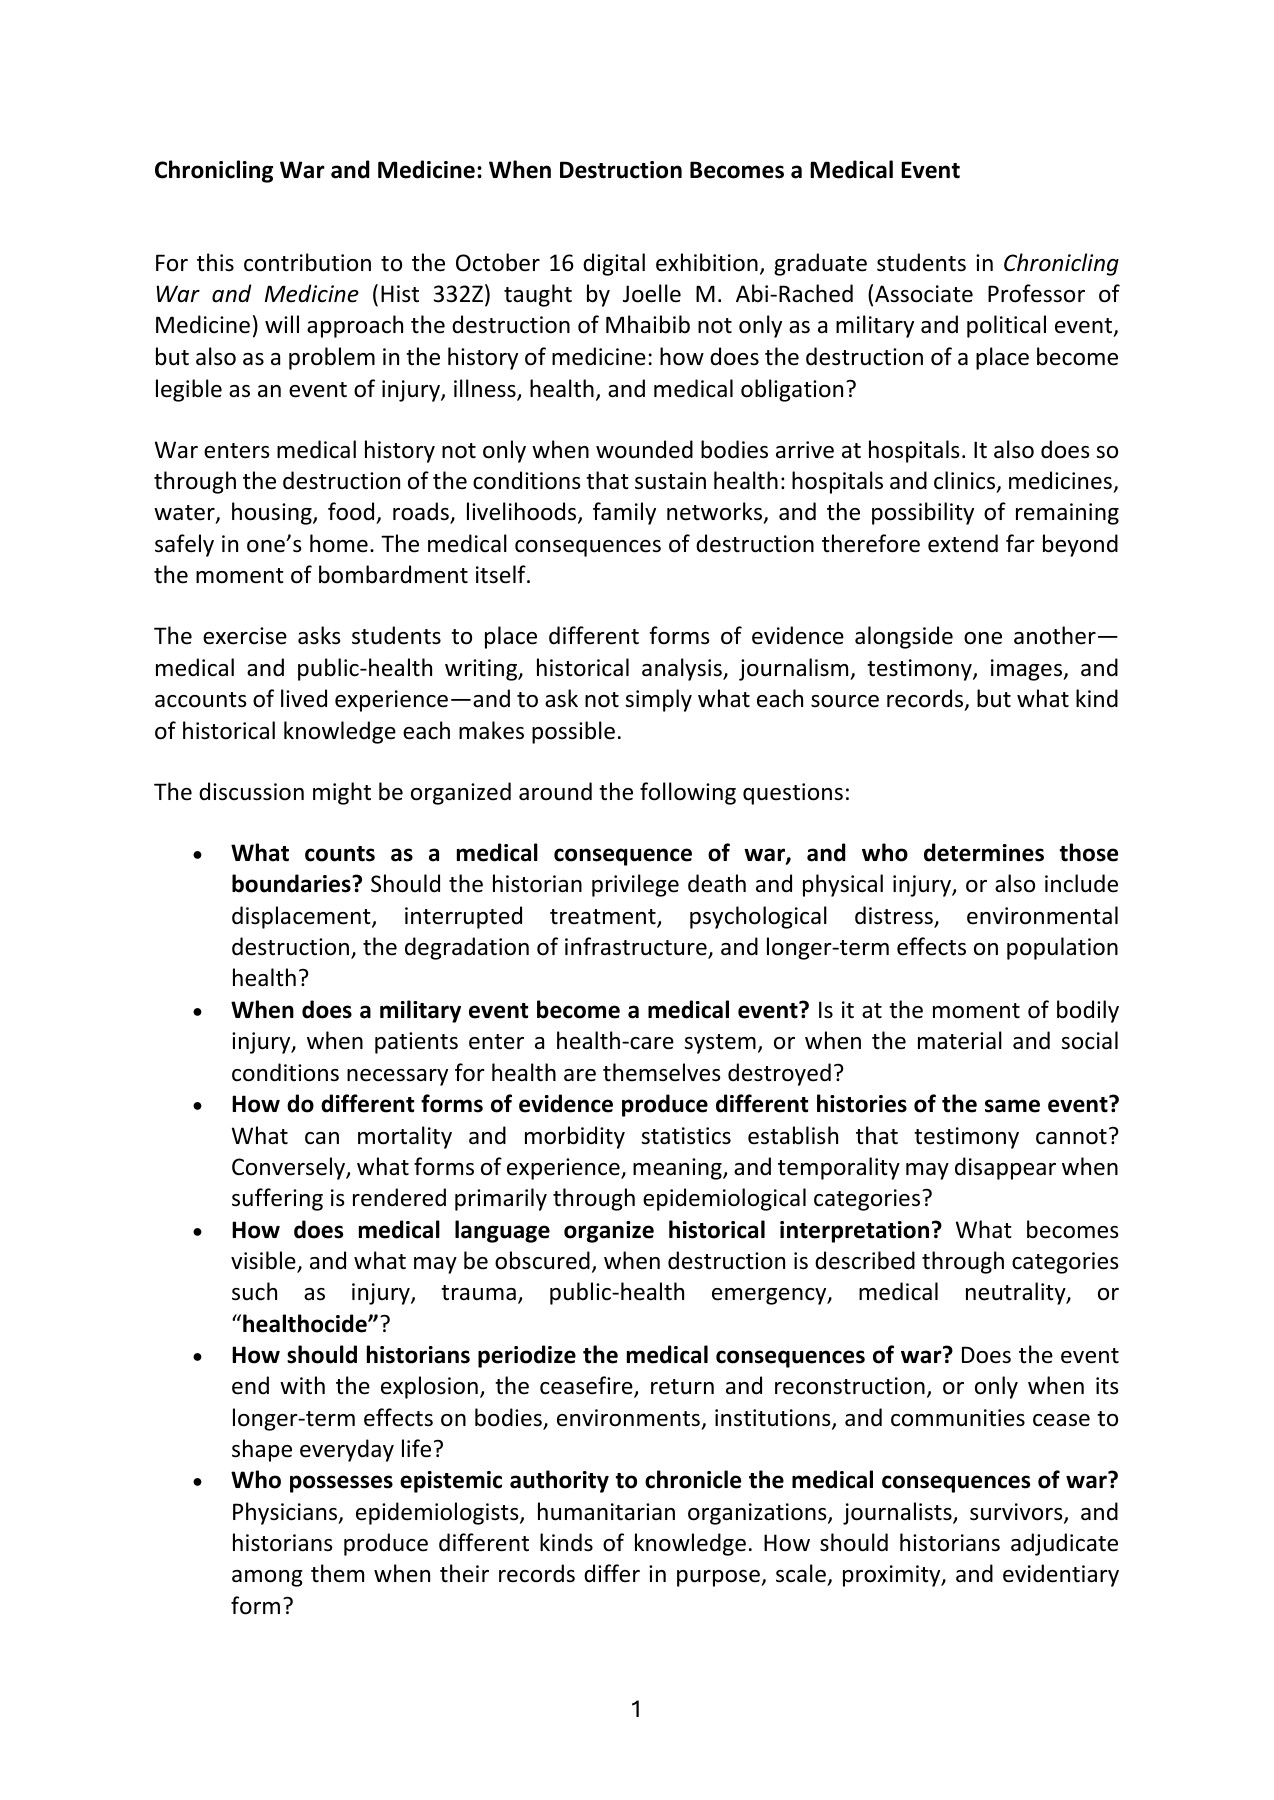 Chronicling War and Medicine: When Destruction Becomes a Medical Event
For this contribution to the October 16 digital exhibition, graduate students in Chronicling
War and Medicine (Hist 332Z) taught by Joelle M. Abi-Rached (Associate Professor of
Medicine) will approach the destruction of Mhaibib not only as a military and political event,
but also as a problem in the history of medicine: how does the destruction of a place become
legible as an event of injury, illness, health, and medical obligation?
War enters medical history not only when wounded bodies arrive at hospitals. It also does so
through the destruction of the conditions that sustain health: hospitals and clinics, medicines,
water, housing, food, roads, livelihoods, family networks, and the possibility of remaining
safely in one’s home. The medical consequences of destruction therefore extend far beyond
the moment of bombardment itself.
The exercise asks students to place different forms of evidence alongside one another—
medical and public-health writing, historical analysis, journalism, testimony, images, and
accounts of lived experience—and to ask not simply what each source records, but what kind
of historical knowledge each makes possible.
The discussion might be organized around the following questions:
• What counts as a medical consequence of war, and who determines those
boundaries? Should the historian privilege death and physical injury, or also include
displacement, interrupted treatment, psychological distress, environmental
destruction, the degradation of infrastructure, and longer-term effects on population
health?
• When does a military event become a medical event? Is it at the moment of bodily
injury, when patients enter a health-care system, or when the material and social
conditions necessary for health are themselves destroyed?
• How do different forms of evidence produce different histories of the same event?
What can mortality and morbidity statistics establish that testimony cannot?
Conversely, what forms of experience, meaning, and temporality may disappear when
suffering is rendered primarily through epidemiological categories?
• How does medical language organize historical interpretation? What becomes
visible, and what may be obscured, when destruction is described through categories
such as injury, trauma, public-health emergency, medical neutrality, or
“healthocide”?
• How should historians periodize the medical consequences of war? Does the event
end with the explosion, the ceasefire, return and reconstruction, or only when its
longer-term effects on bodies, environments, institutions, and communities cease to
shape everyday life?
• Who possesses epistemic authority to chronicle the medical consequences of war?
Physicians, epidemiologists, humanitarian organizations, journalists, survivors, and
historians produce different kinds of knowledge. How should historians adjudicate
among them when their records differ in purpose, scale, proximity, and evidentiary
form?
1